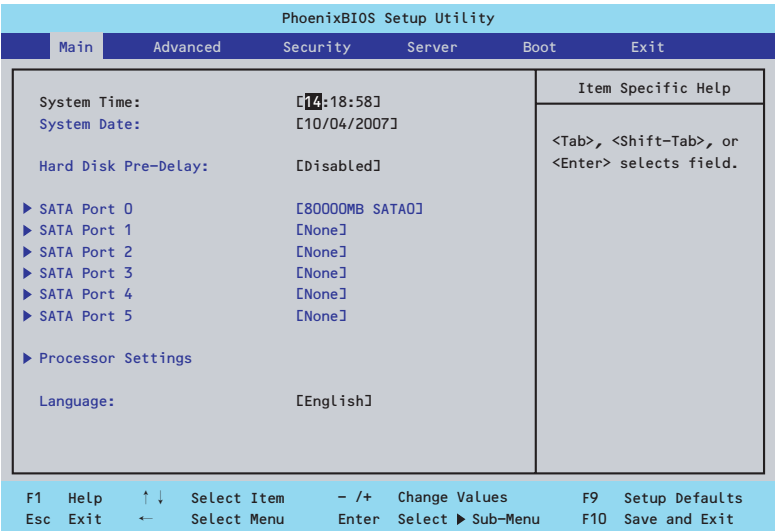 PhoenixBIOS Setup Utility
Main Advanced Security Server Boot Exit
Item Specific Help
System Time: [14:18:58]
System Date: [10/04/2007]
<Tab>, <Shift-Tab>, or
<Enter> selects field.
Hard Disk Pre-Delay: [Disabled]
▶ SATA Port 0 [80000MB SATA0]
▶ SATA Port 1 [None]
▶ SATA Port 2 [None]
▶ SATA Port 3 [None]
▶ SATA Port 4 [None]
▶ SATA Port 5 [None]
▶ Processor Settings
Language: [English]
F1 Help ↑↓ Select Item - /+ Change Values F9 Setup Defaults
Esc Exit ← Select Menu Enter Select ▶ Sub-Menu F10 Save and Exit